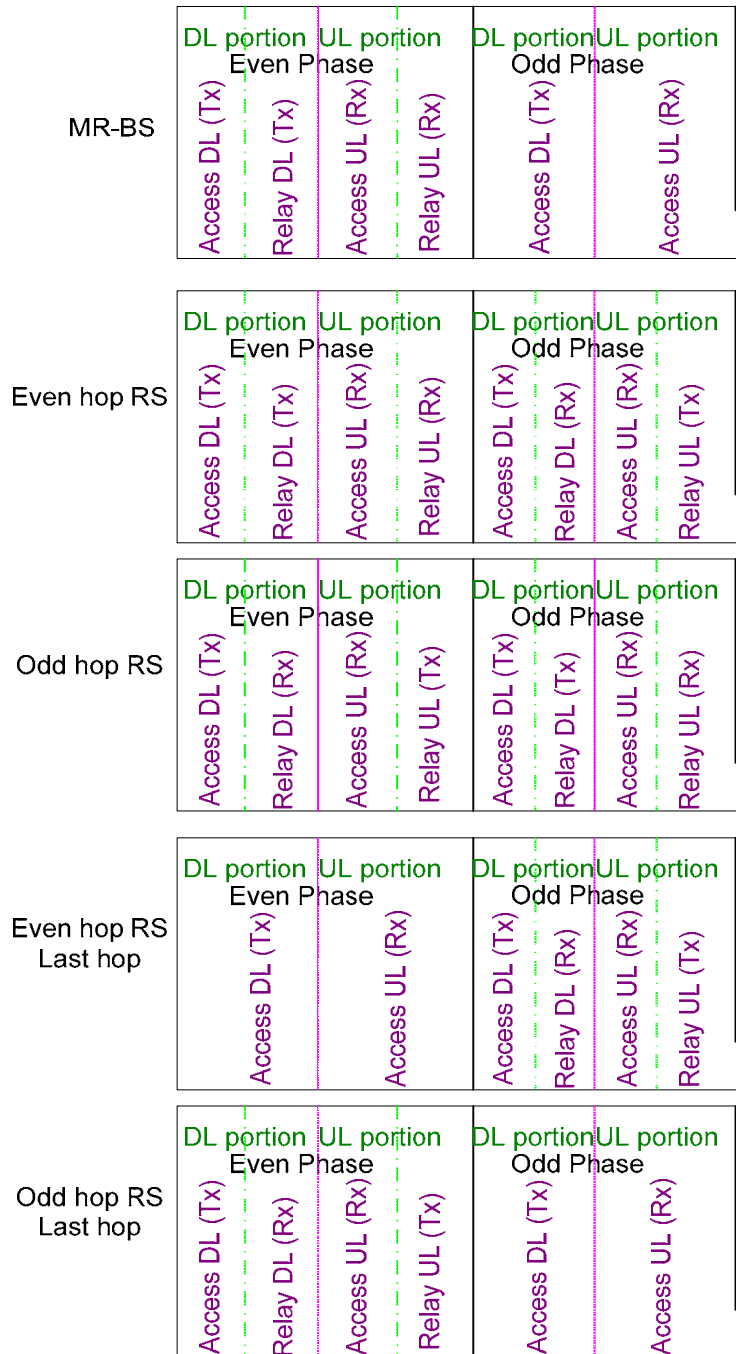 DL portion UL portion DL portion UL portion
Even Phase Odd Phase
MR-BS
Access DL (Tx)
Relay DL (Tx)
Access UL (Rx)
Relay UL (Rx)
Access DL (Tx)
Access UL (Rx)
DL portion UL portion DL portion UL portion
Even Phase Odd Phase
Even hop RS
Access DL (Tx)
Relay DL (Tx)
Access UL (Rx)
Relay UL (Rx)
Access DL (Tx)
Relay DL (Rx)
Access UL (Rx)
Relay UL (Tx)
DL portion UL portion DL portion UL portion
Even Phase Odd Phase
Odd hop RS
Access DL (Tx)
Relay DL (Rx)
Access UL (Rx)
Relay UL (Tx)
Access DL (Tx)
Relay DL (Tx)
Access UL (Rx)
Relay UL (Rx)
DL portion UL portion DL portion UL portion
Even Phase Odd Phase
Even hop RS
Last hop
Access DL (Tx)
Access UL (Rx)
Access DL (Tx)
Relay DL (Rx)
Access UL (Rx)
Relay UL (Tx)
DL portion UL portion DL portion UL portion
Even Phase Odd Phase
Odd hop RS
Last hop
Access DL (Tx)
Relay DL (Rx)
Access UL (Rx)
Relay UL (Tx)
Access DL (Tx)
Access UL (Rx)